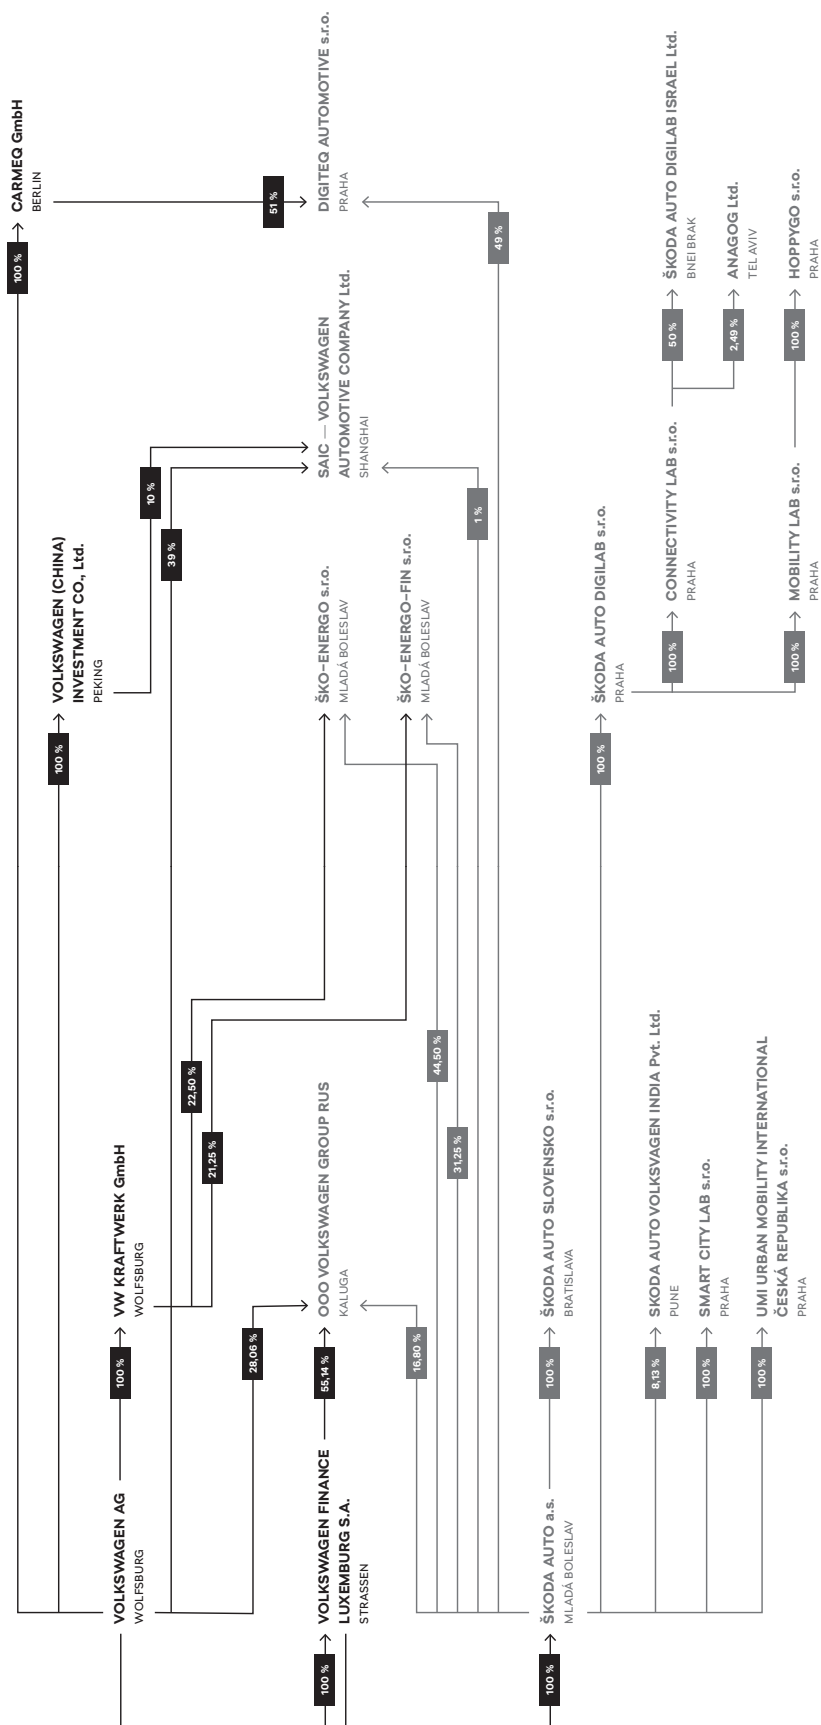 100 %
CARMEQ GmbH
BERLIN
100 %
VOLKSWAGEN (CHINA)
INVESTMENT CO., Ltd.
PEKING
VOLKSWAGEN AG
WOLFSBURG
100 %
VW KRAFTWERK GmbH
WOLFSBURG
10 %
39 %
22,50 %
21,25 %
28,06 %
51 %
100 %
VOLKSWAGEN FINANCE
LUXEMBURG S.A.
STRASSEN
55,14 %
OOO VOLKSWAGEN GROUP RUS
KALUGA
ŠKO-ENERGO s.r.o.
MLADÁ BOLESLAV
SAIC — VOLKSWAGEN
AUTOMOTIVE COMPANY Ltd.
SHANGHAI
DIGITEQ AUTOMOTIVE s.r.o.
PRAHA
ŠKO-ENERGO-FIN s.r.o.
MLADÁ BOLESLAV
16,80 %
44,50 %
31,25 %
1 %
49 %
100 %
ŠKODA AUTO a.s.
MLADÁ BOLESLAV
100 %
ŠKODA AUTO SLOVENSKO s.r.o.
BRATISLAVA
100 %
ŠKODA AUTO DIGILAB s.r.o.
PRAHA
8,13 %
ŠKODA AUTO VOLKSVAGEN INDIA Pvt. Ltd.
PUNE
100 %
CONNECTIVITY LAB s.r.o.
PRAHA
50 %
ŠKODA AUTO DIGILAB ISRAEL Ltd.
BNEI BRAK
100 %
SMART CITY LAB s.r.o.
PRAHA
2,49 %
ANAGOG Ltd.
TEL AVIV
100 %
UMI URBAN MOBILITY INTERNATIONAL
ČESKÁ REPUBLIKA s.r.o.
PRAHA
100 %
MOBILITY LAB s.r.o.
PRAHA
100 %
HOPPYGO s.r.o.
PRAHA